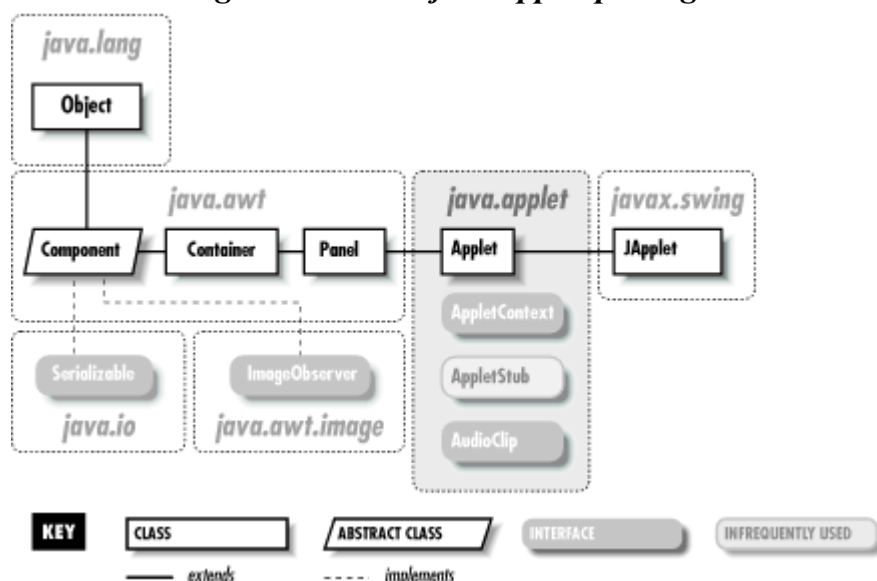 java.lang
Object
java.awt
java.applet
javax.swing
Component
Container
Panel
Applet
JApplet
AppletContext
Serializable
ImageObserver
AppletStub
java.io
java.awt.image
AudioClip
KEY
CLASS
ABSTRACT CLASS
INTERFACE
INFREQUENTLY USED
extends
implements